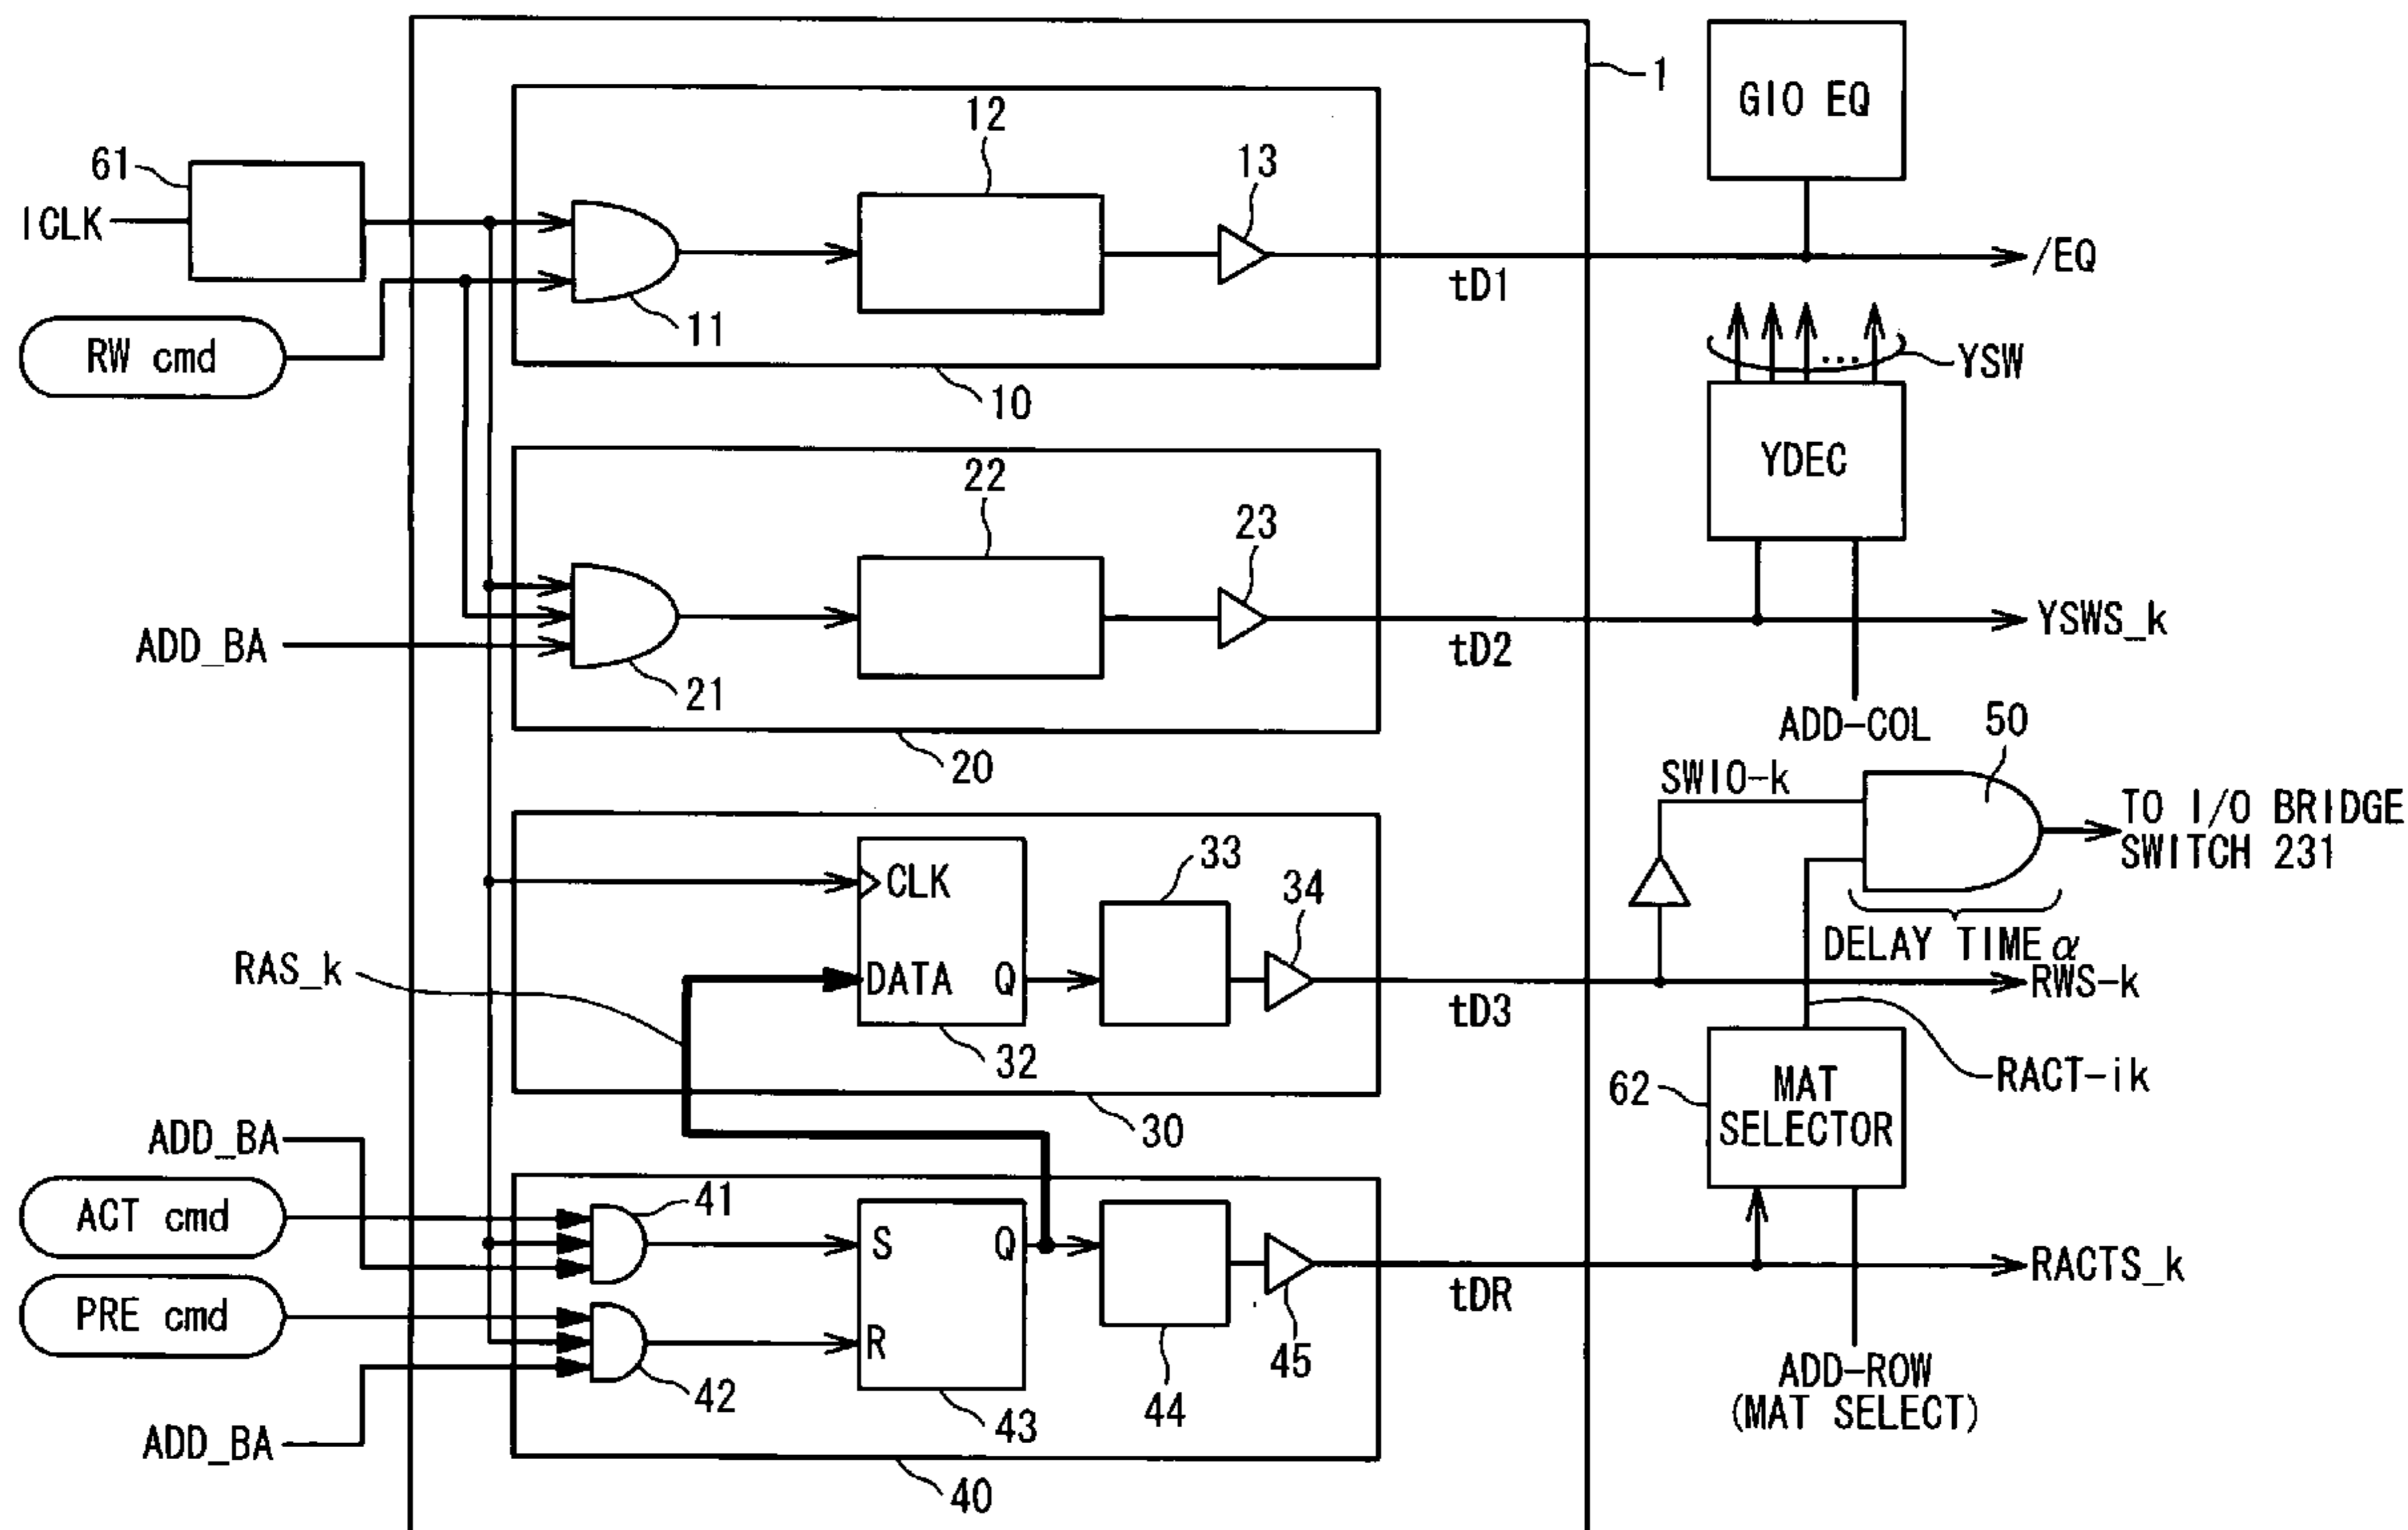 1
GIO EQ
12
13
61
ICLK
11
tD1
/EQ
RW cmd
10
...
YSW
YDEC
22
23
ADD_BA
21
tD2
YSWS_k
20
ADD-COL
50
SWIO-k
TO I/O BRIDGE
SWITCH 231
33
34
CLK
DELAY TIME α
RAS_k
DATA
Q
tD3
RWS-k
32
RACT-ik
30
62
MAT
SELECTOR
ADD_BA
41
ACT cmd
S
Q
RACTS_k
tDR
PRE cmd
R
45
42
44
43
ADD-ROW
(MAT SELECT)
ADD_BA
40